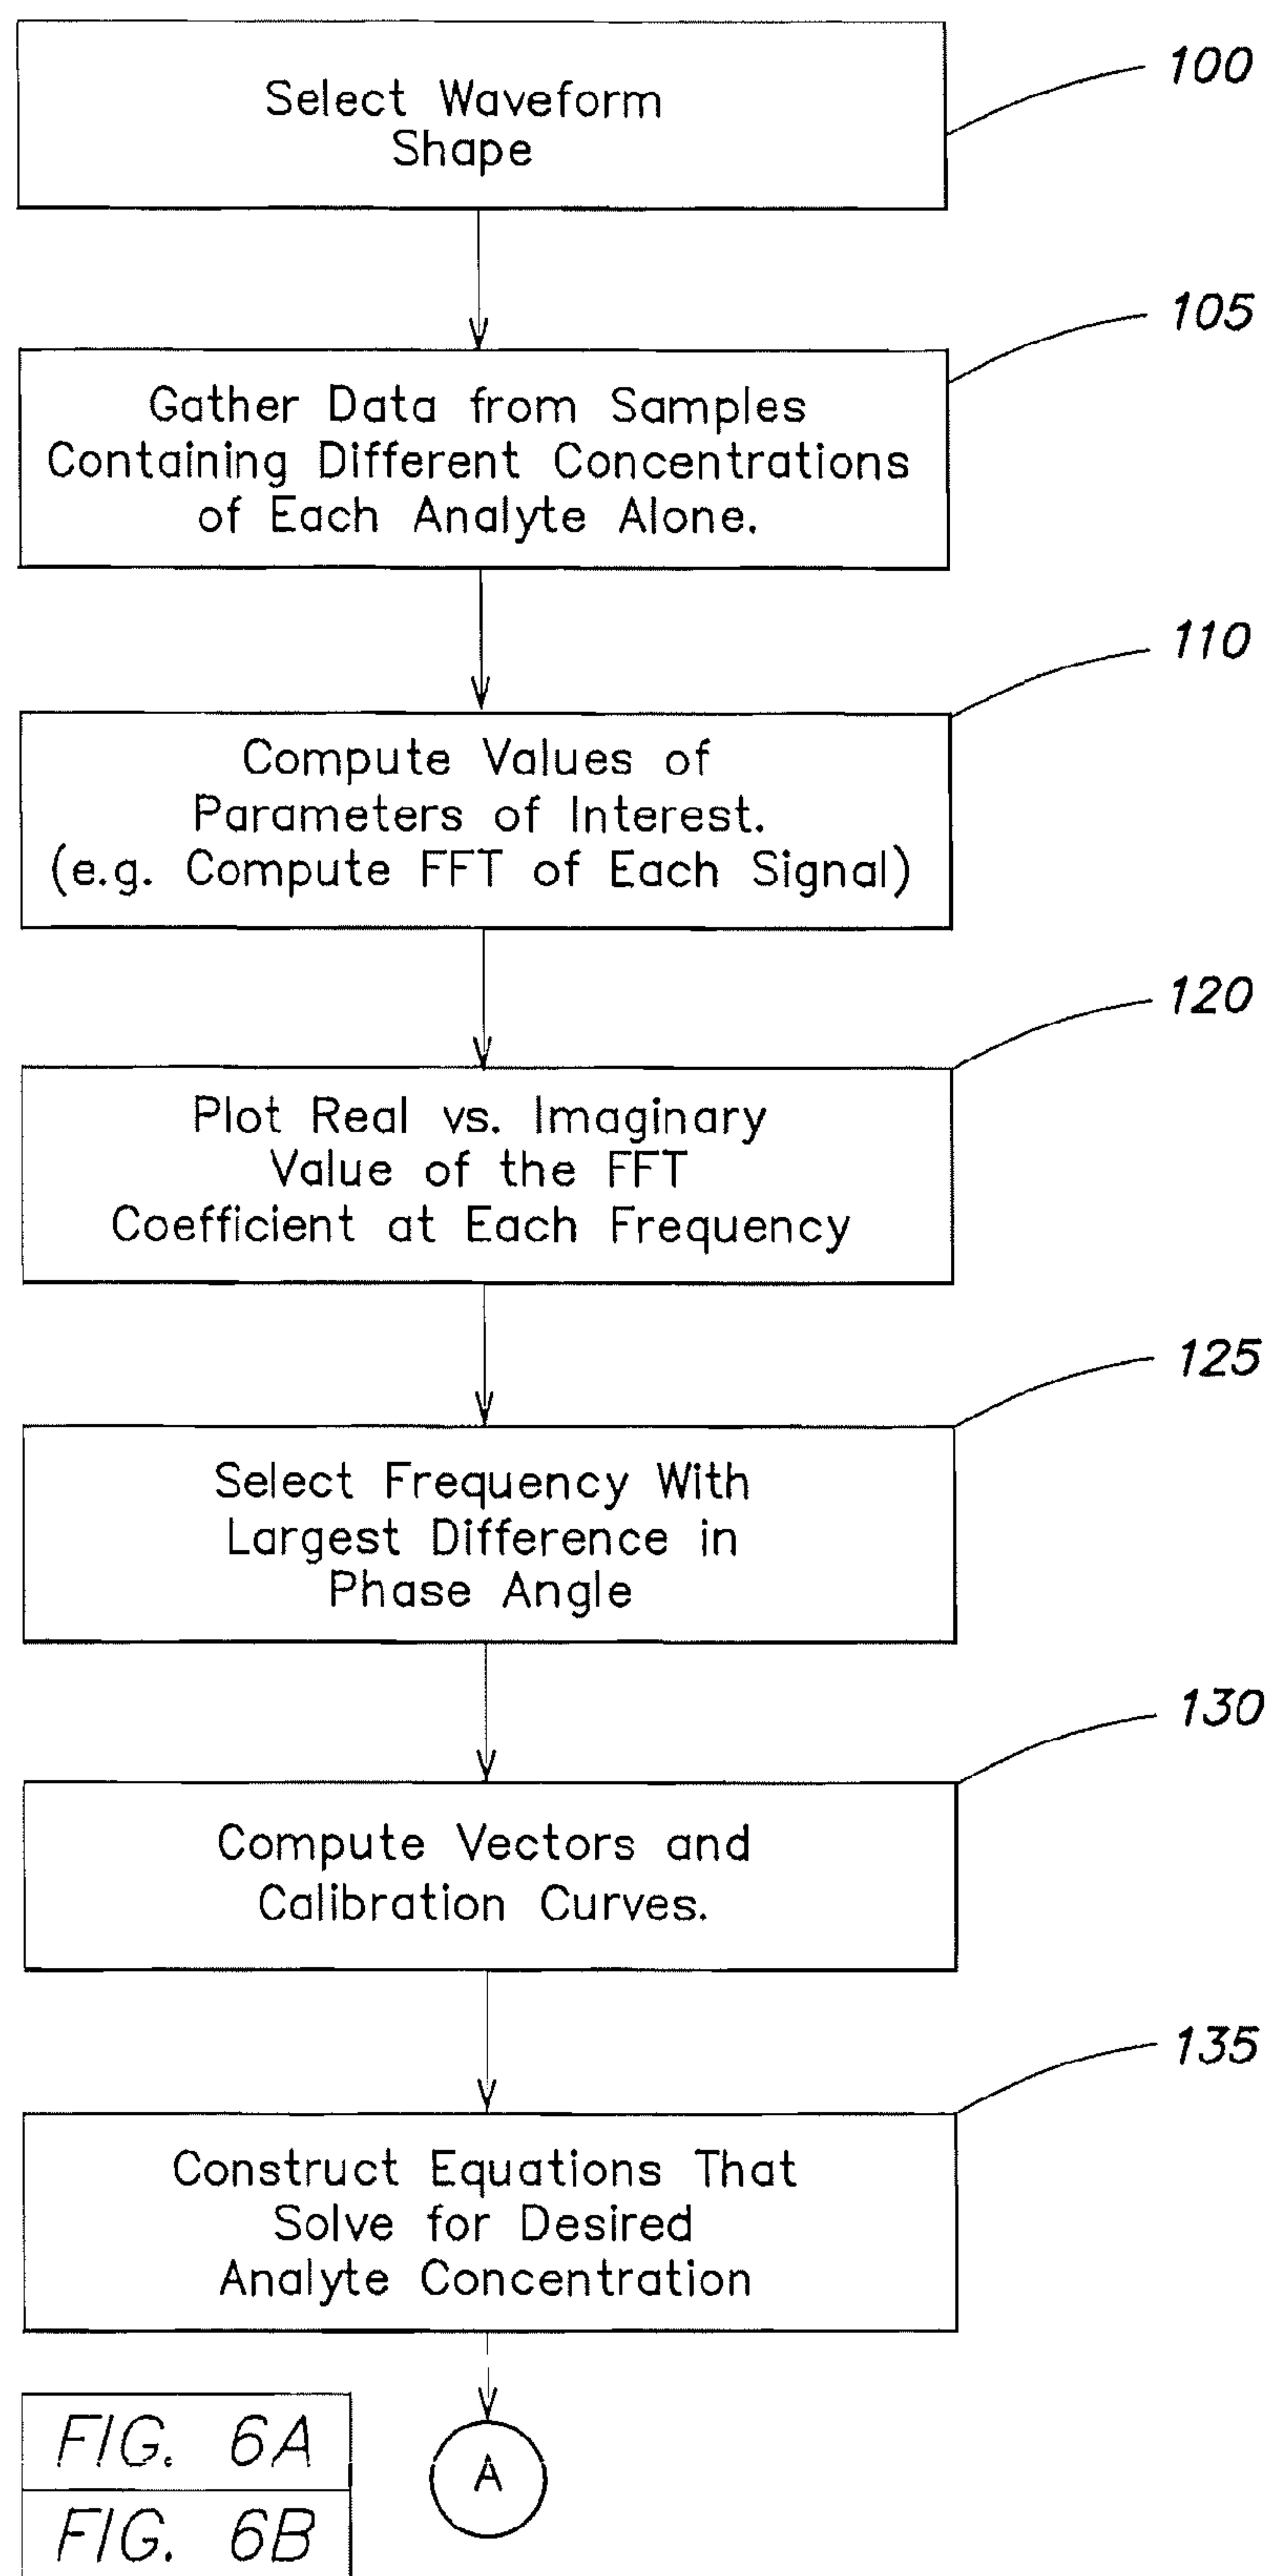 Select Waveform
Shape
100
Gather Data from Samples
Containing Different Concentrations
of Each Analyte Alone.
105
Compute Values of
Parameters of Interest.
(e.g. Compute FFT of Each Signal)
110
Plot Real vs. Imaginary
Value of the FFT
Coefficient at Each Frequency
120
Select Frequency With
Largest Difference in
Phase Angle
125
Compute Vectors and
Calibration Curves.
130
Construct Equations That
Solve for Desired
Analyte Concentration
135
A
FIG. 6A
FIG. 6B